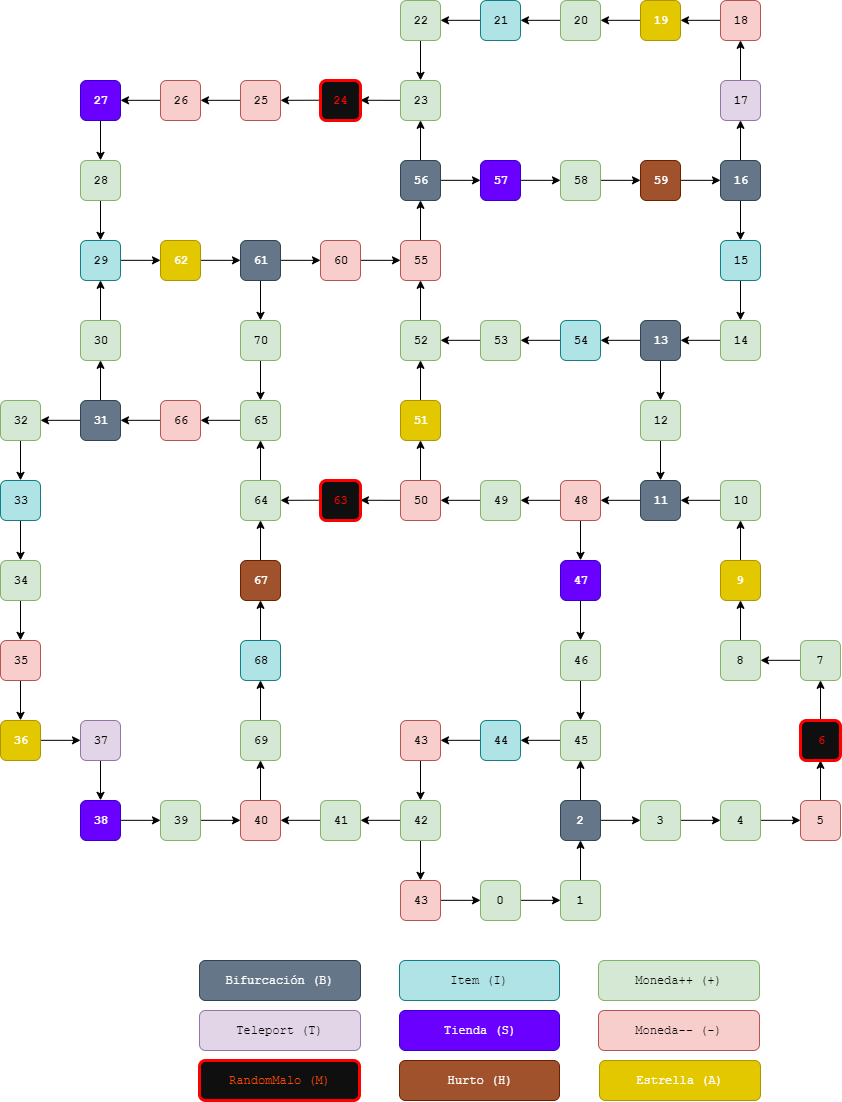 22 21 20 19 18
27 26 25 24 23 17
28 56 57 58 59 16
29 62 61 60 55 15
30 70 52 53 54 13 14
32 31 66 65 51 12
33 64 63 50 49 48 11 10
34 67 47 9
35 68 46 8 7
36 37 69 43 44 45 6
38 39 40 41 42 2 3 4 5
43 0 1
Bifurcación (B) Item (I) Moneda++ (+)
Teleport (T) Tienda (S) Moneda-- (-)
RandomMalo (M) Hurto (H) Estrella (A)